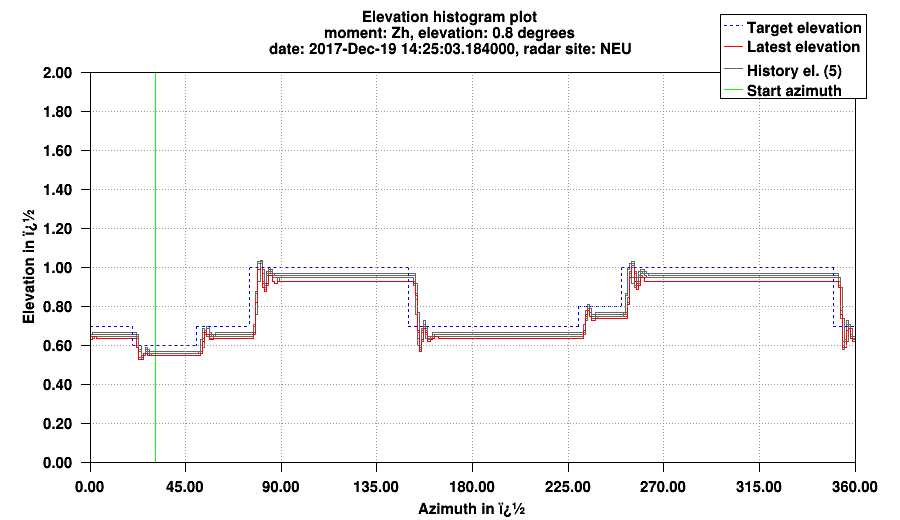 Elevation histogram plot
moment: Zh, elevation: 0.8 degrees
date: 2017-Dec-19 14:25:03.184000, radar site: NEU
Target elevation
Latest elevation
History el. (5)
Start azimuth
2.00
1.80
1.60
1.40
1.20
1.00
0.80
0.60
0.40
0.20
0.00
Elevation in ï¿½
0.00 45.00 90.00 135.00 180.00 225.00 270.00 315.00 360.00
Azimuth in ï¿½